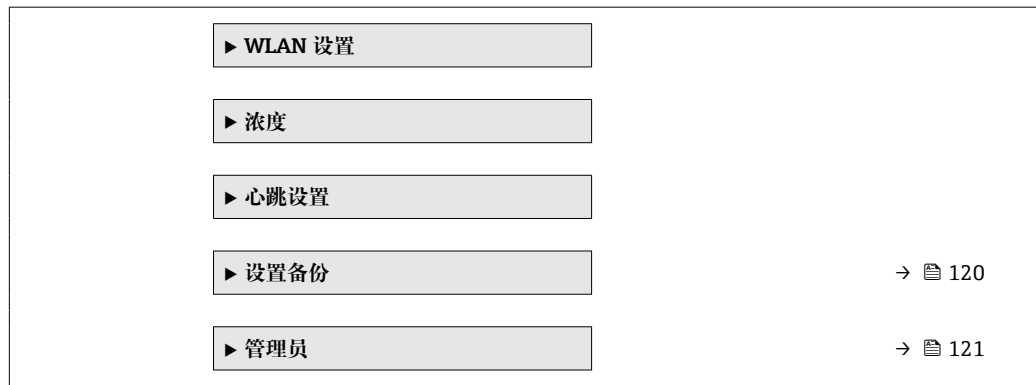 ▶ WLAN 设置
▶ 浓度
▶ 心跳设置
▶ 设置备份 → 🖹 120
▶ 管理员 → 🖹 121